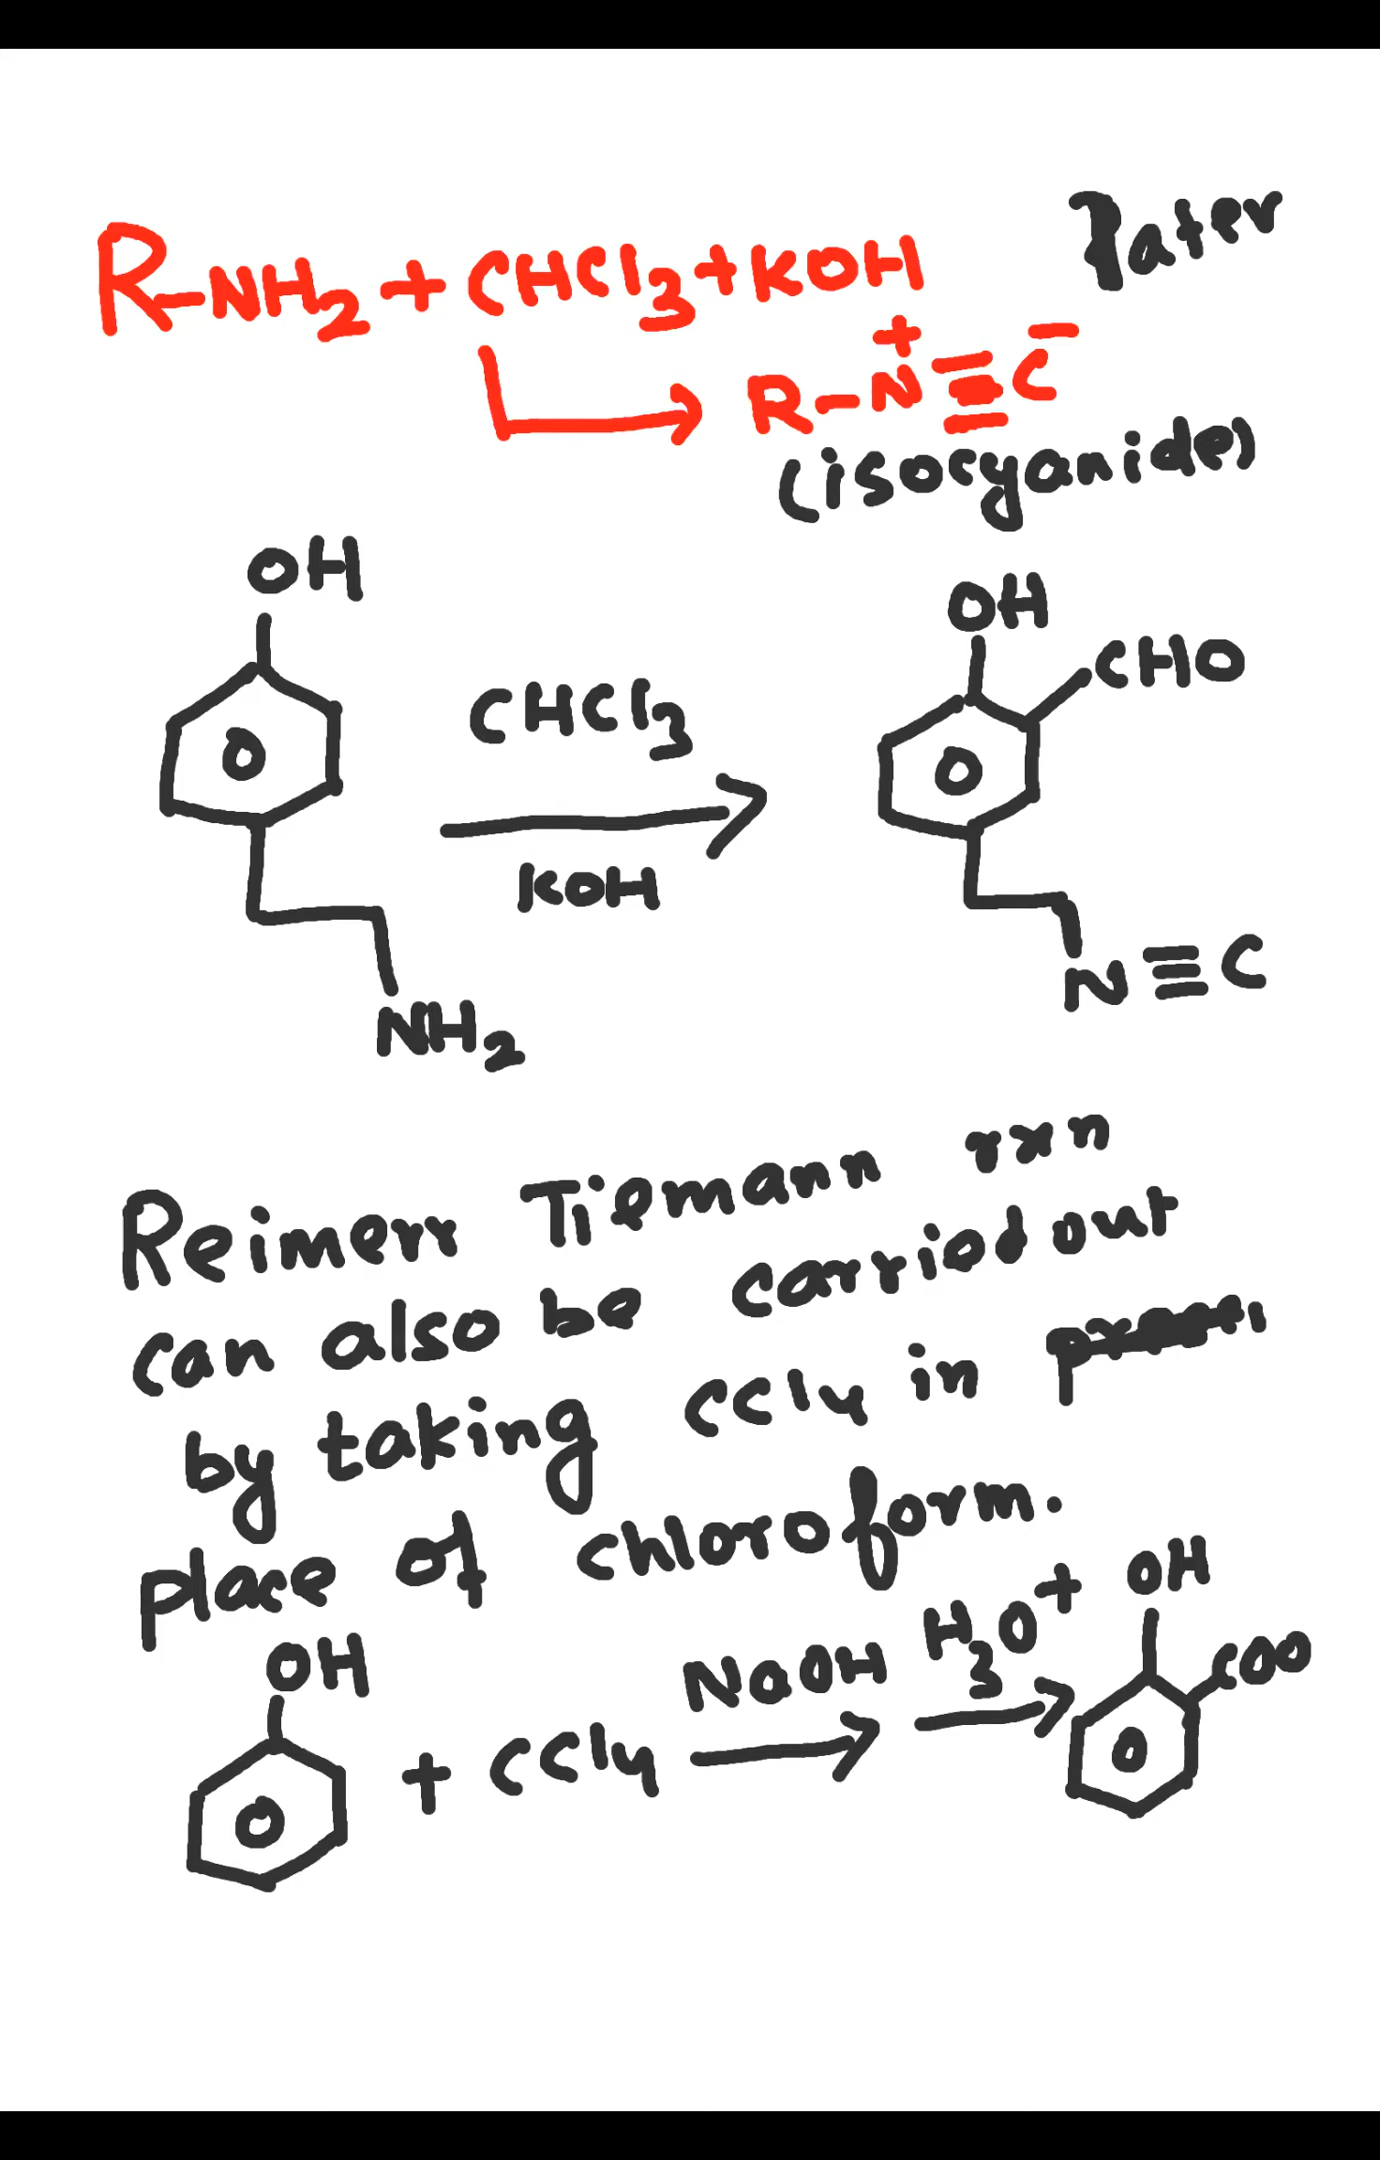 R-NH2 + CHCl3 + KOH
later
R-N≡C
+ -
(isocyanide)
OH
CHCl3
KOH
NH2
OH
CHO
N≡C
Reimerr Tiemann rxn
can also be carried out
by taking CCl4 in
place of chloroform.
OH
+ CCl4
NaOH
H3O+
OH
COO